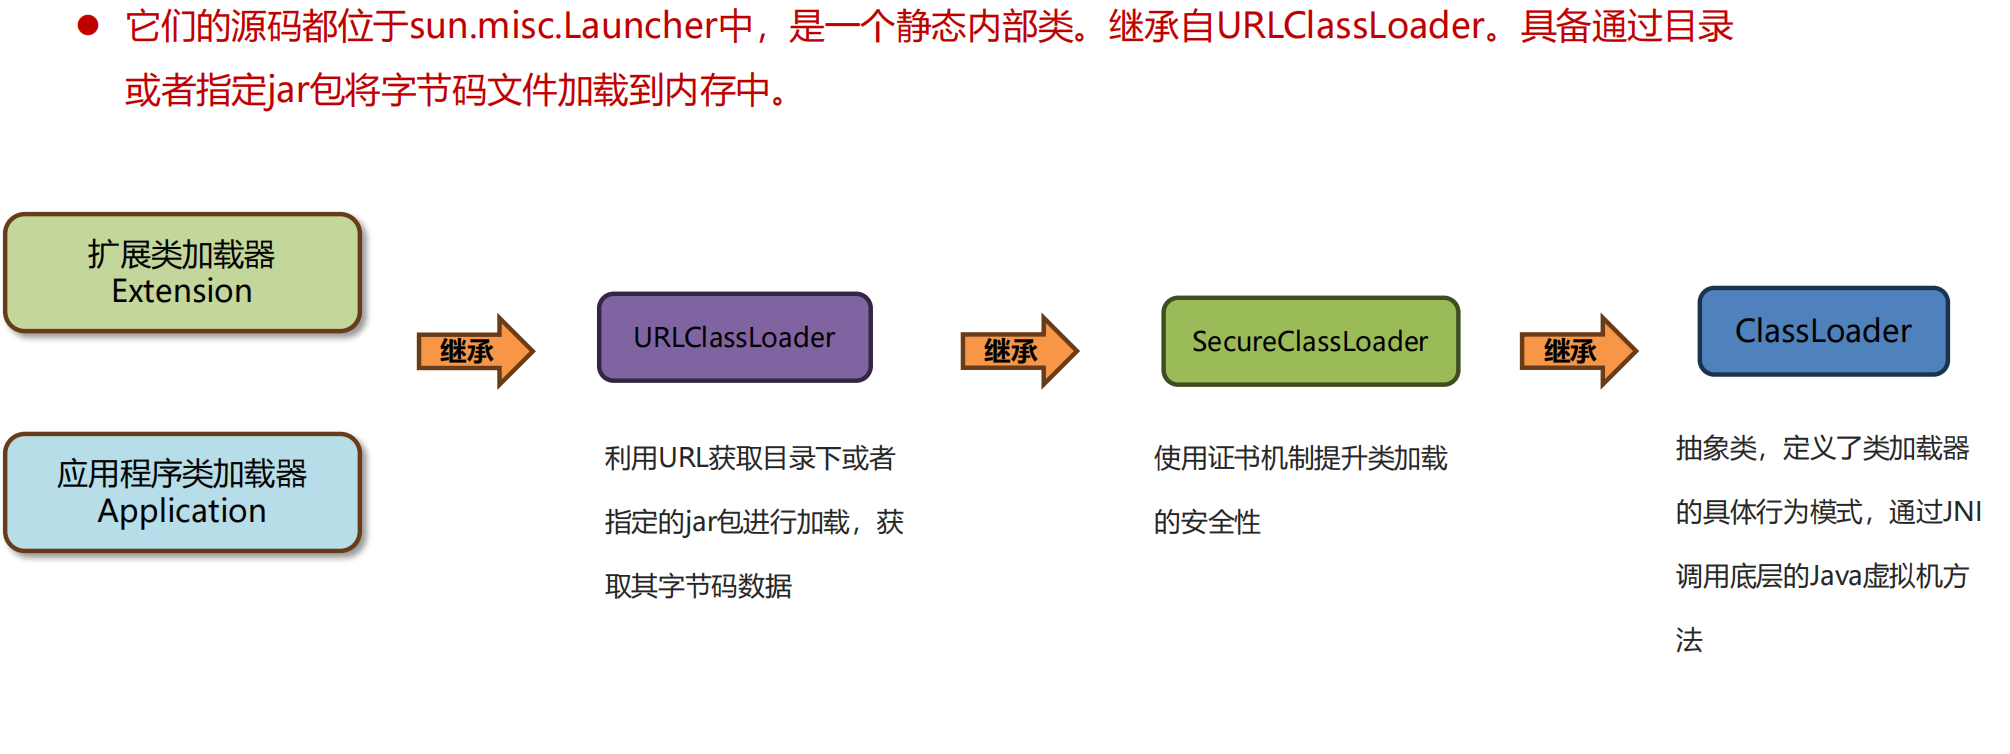 ● 它们的源码都位于sun.misc.Launcher中，是一个静态内部类。继承自URLClassLoader。具备通过目录
或者指定jar包将字节码文件加载到内存中。
扩展类加载器
Extension
应用程序类加载器
Application
继承
URLClassLoader
利用URL获取目录下或者
指定的jar包进行加载，获
取其字节码数据
继承
SecureClassLoader
使用证书机制提升类加载
的安全性
继承
ClassLoader
抽象类，定义了类加载器
的具体行为模式，通过JNI
调用底层的Java虚拟机方
法